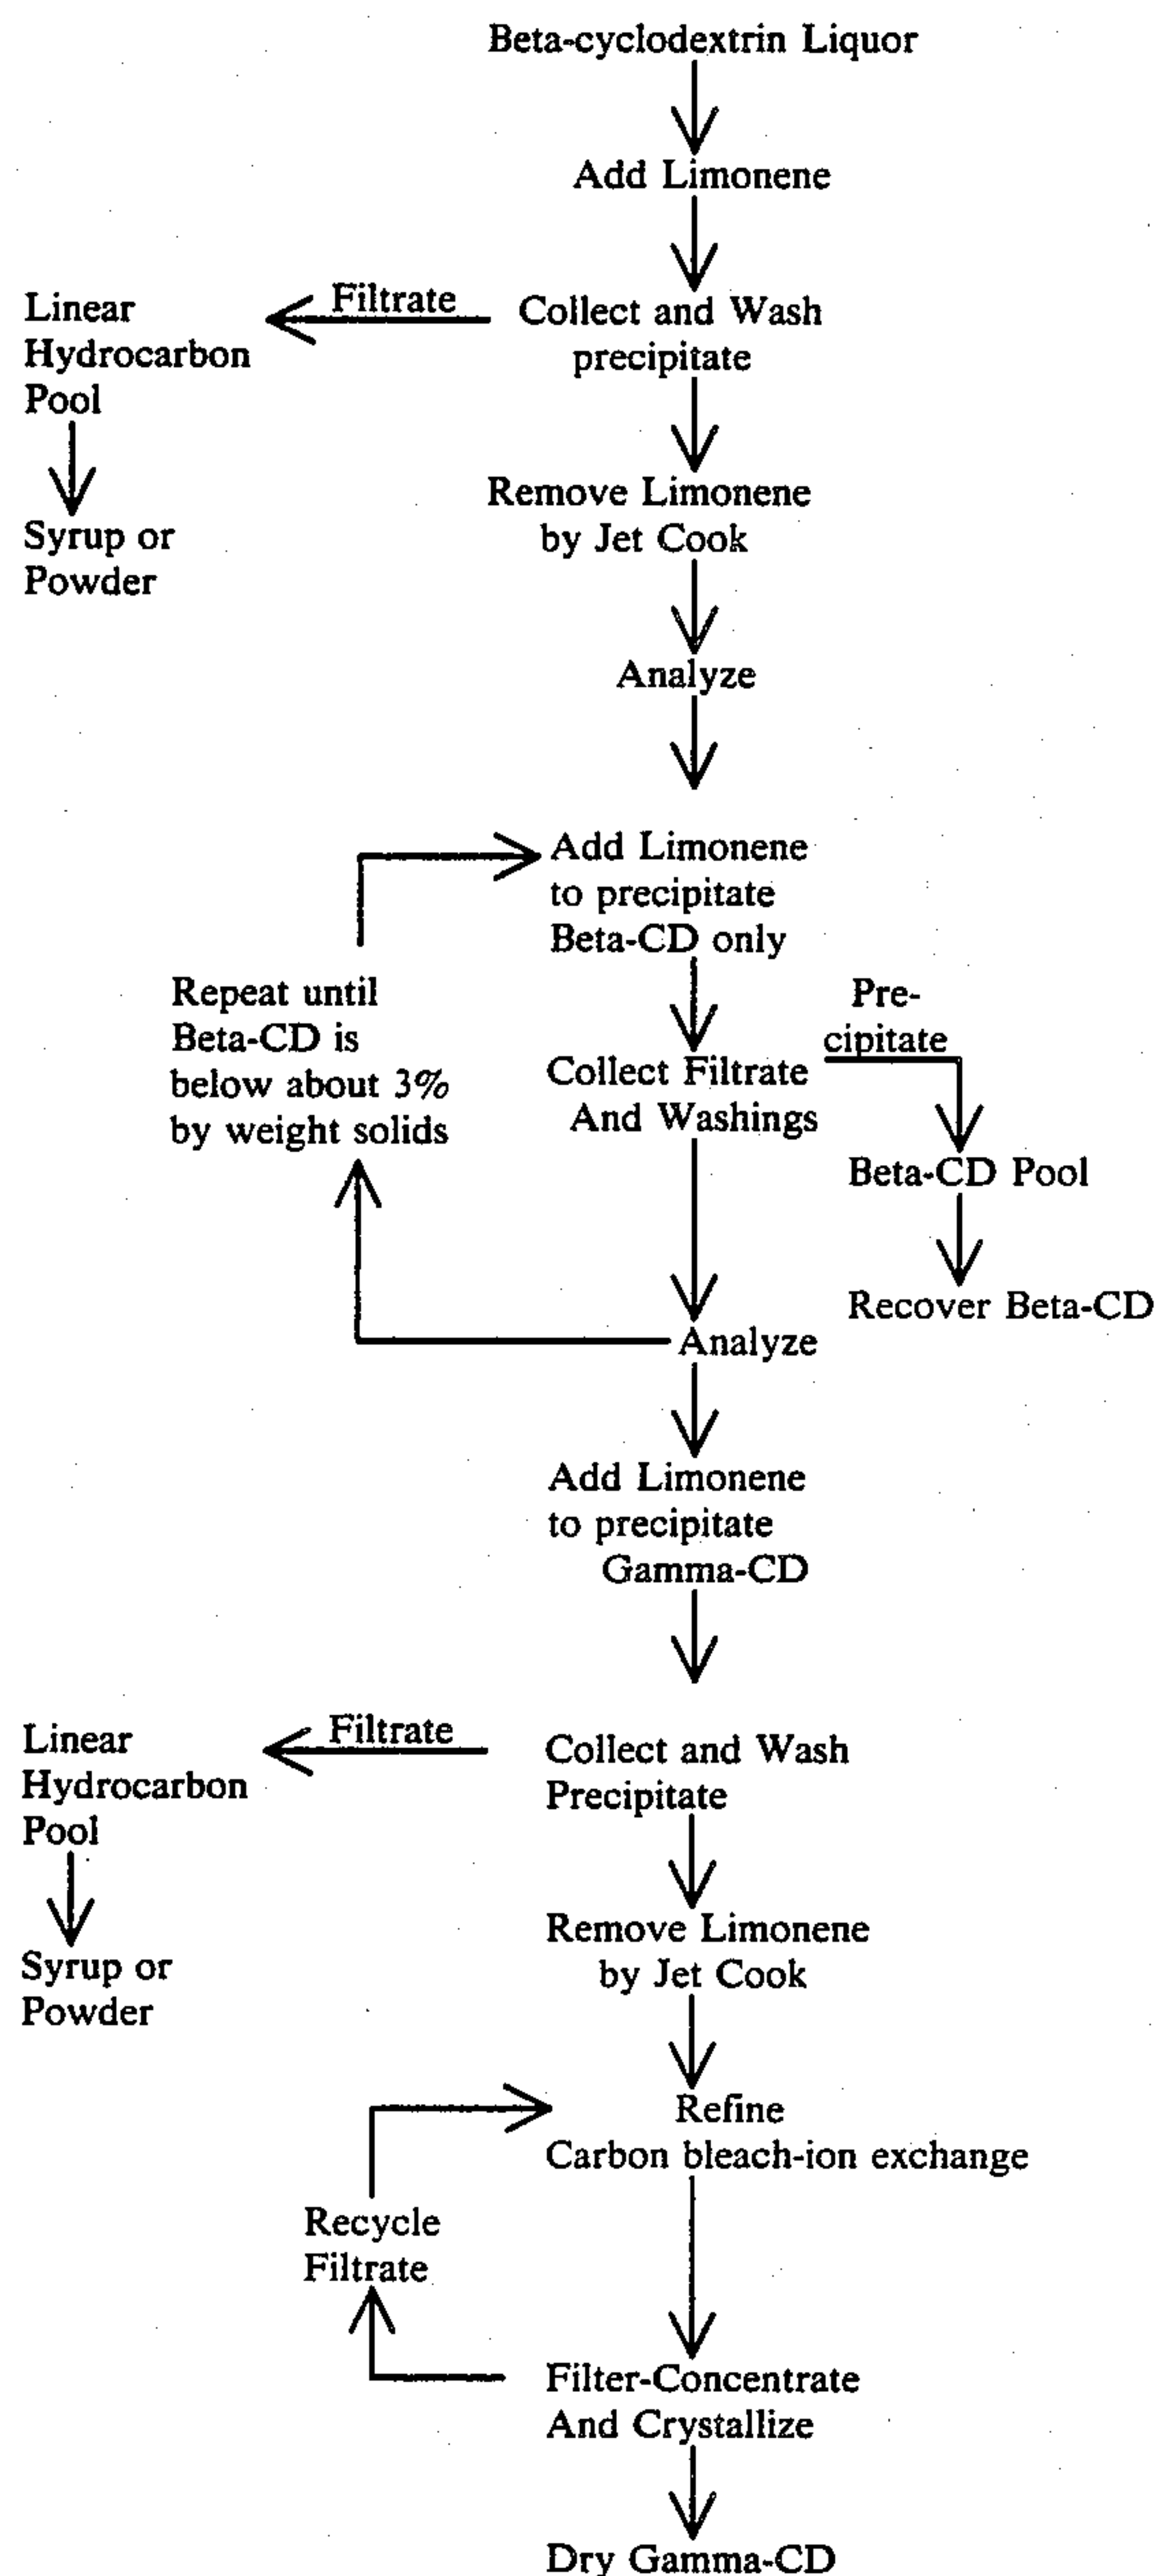 Beta-cyclodextrin Liquor
Add Limonene
Filtrate
Linear
Hydrocarbon
Pool
Collect and Wash
precipitate
Syrup or
Powder
Remove Limonene
by Jet Cook
Analyze
Add Limonene
to precipitate
Beta-CD only
Repeat until
Beta-CD is
below about 3%
by weight solids
Collect Filtrate
And Washings
Pre-
cipitate
Beta-CD Pool
Recover Beta-CD
Analyze
Add Limonene
to precipitate
Gamma-CD
Filtrate
Linear
Hydrocarbon
Pool
Collect and Wash
Precipitate
Syrup or
Powder
Remove Limonene
by Jet Cook
Refine
Carbon bleach-ion exchange
Recycle
Filtrate
Filter-Concentrate
And Crystallize
Dry Gamma-CD